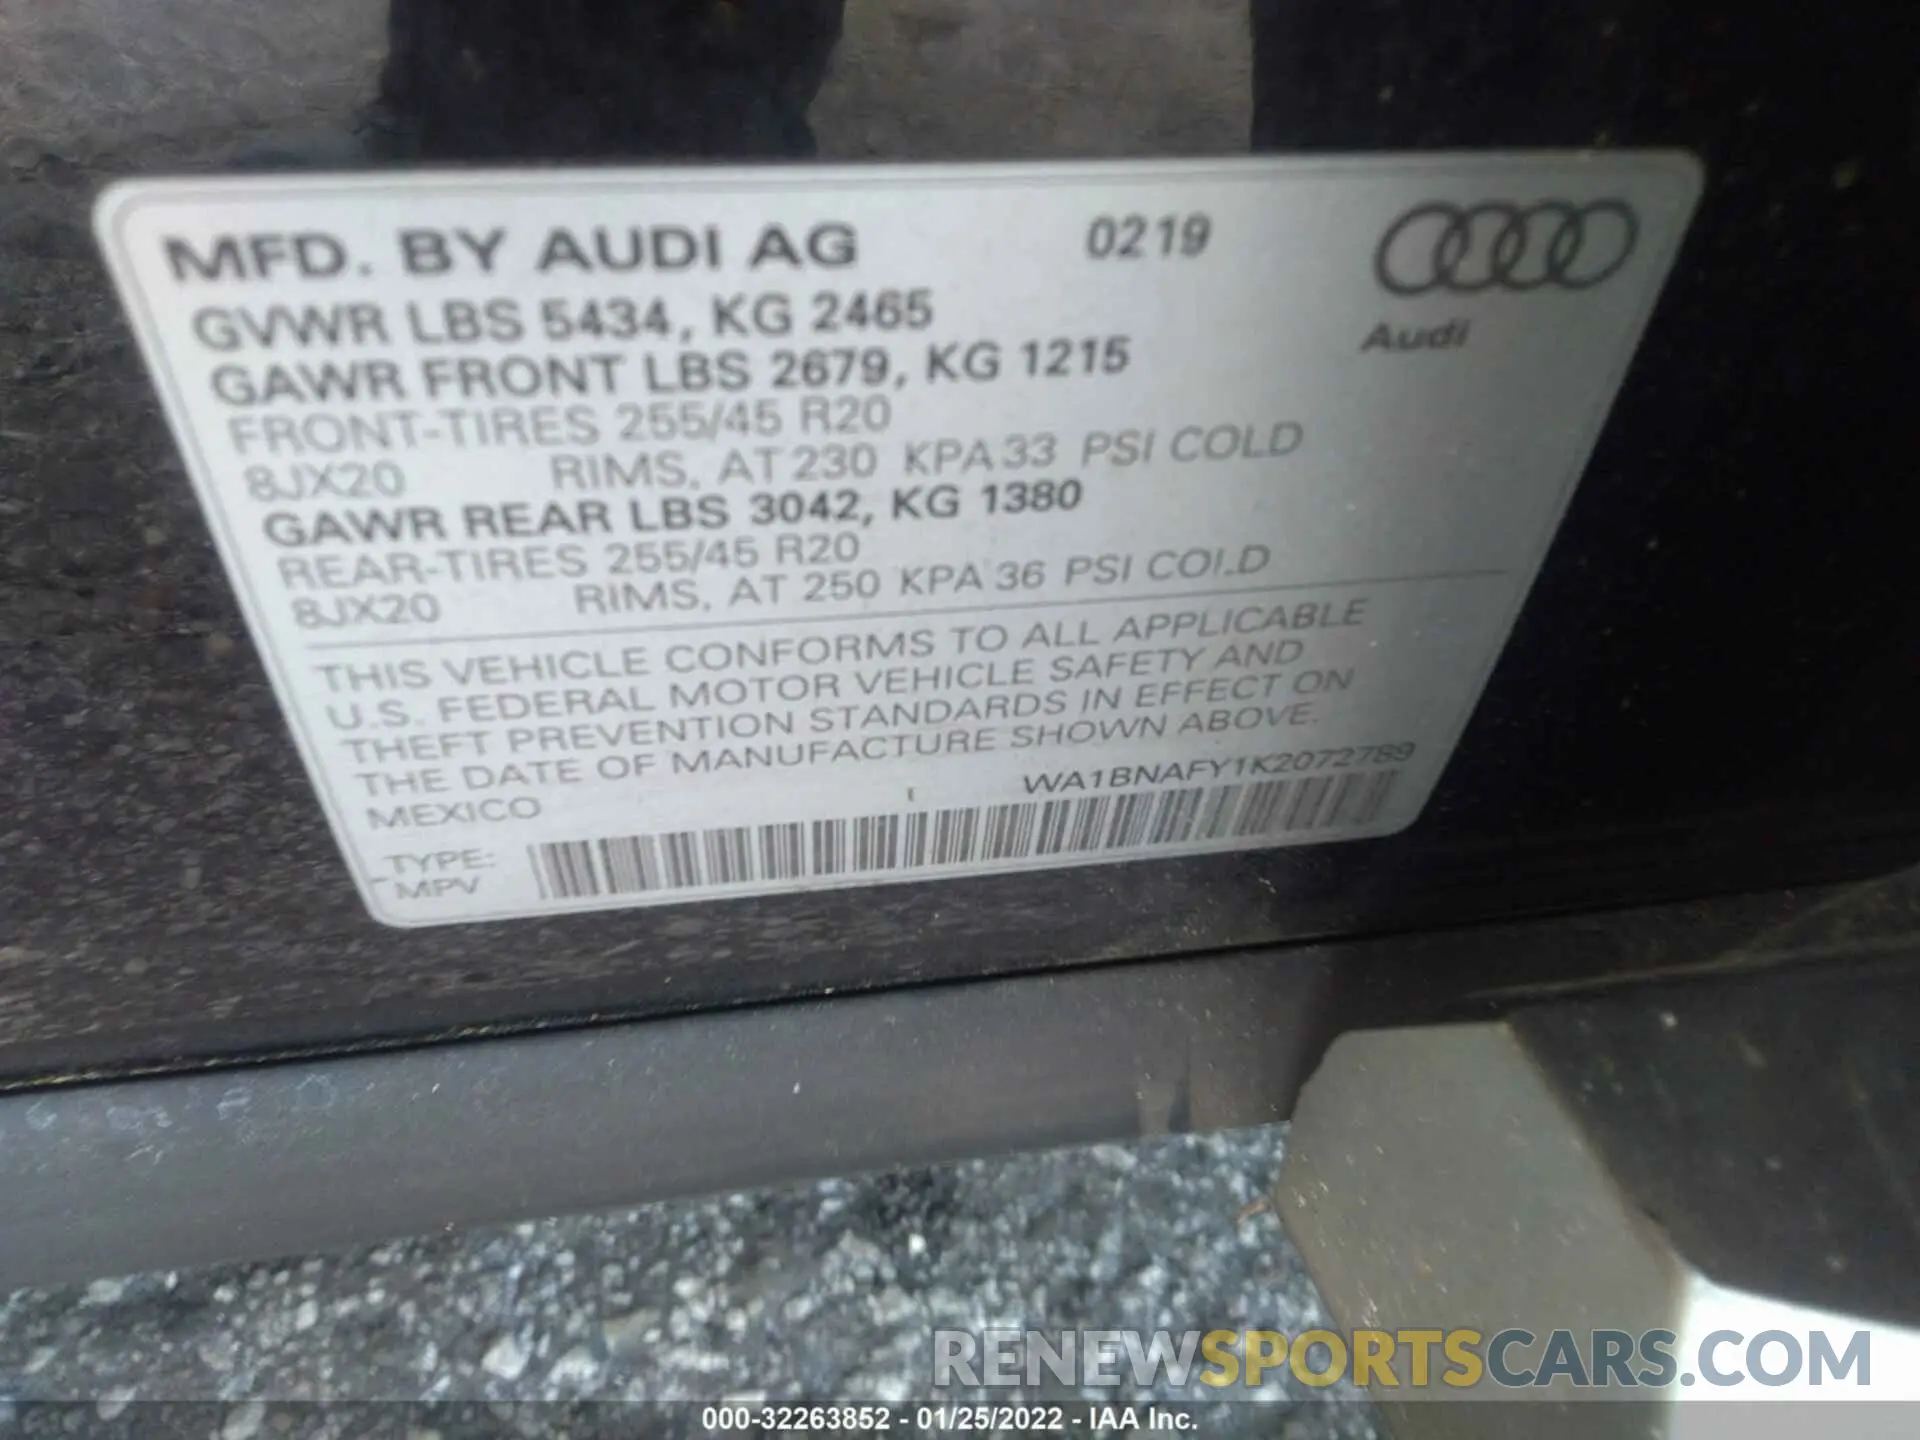 MFD. BY AUDI AG 0219
GVWR LBS 5434, KG 2465
Audi
GAWR FRONT LBS 2679, KG 1215
FRONT-TIRES 255/45 R20
8JX20 RIMS, AT 230 KPA 33 PSI COLD
GAWR REAR LBS 3042, KG 1380
REAR-TIRES 255/45 R20
8JX20 RIMS, AT 250 KPA 36 PSI COLD
THIS VEHICLE CONFORMS TO ALL APPLICABLE
U.S. FEDERAL MOTOR VEHICLE SAFETY AND
THEFT PREVENTION STANDARDS IN EFFECT ON
THE DATE OF MANUFACTURE SHOWN ABOVE.
MEXICO WA1BNAFY1K2072789
TYPE:
MPV
RENEWSPORTSCARS.COM
000-32263852 - 01/25/2022 - IAA Inc.